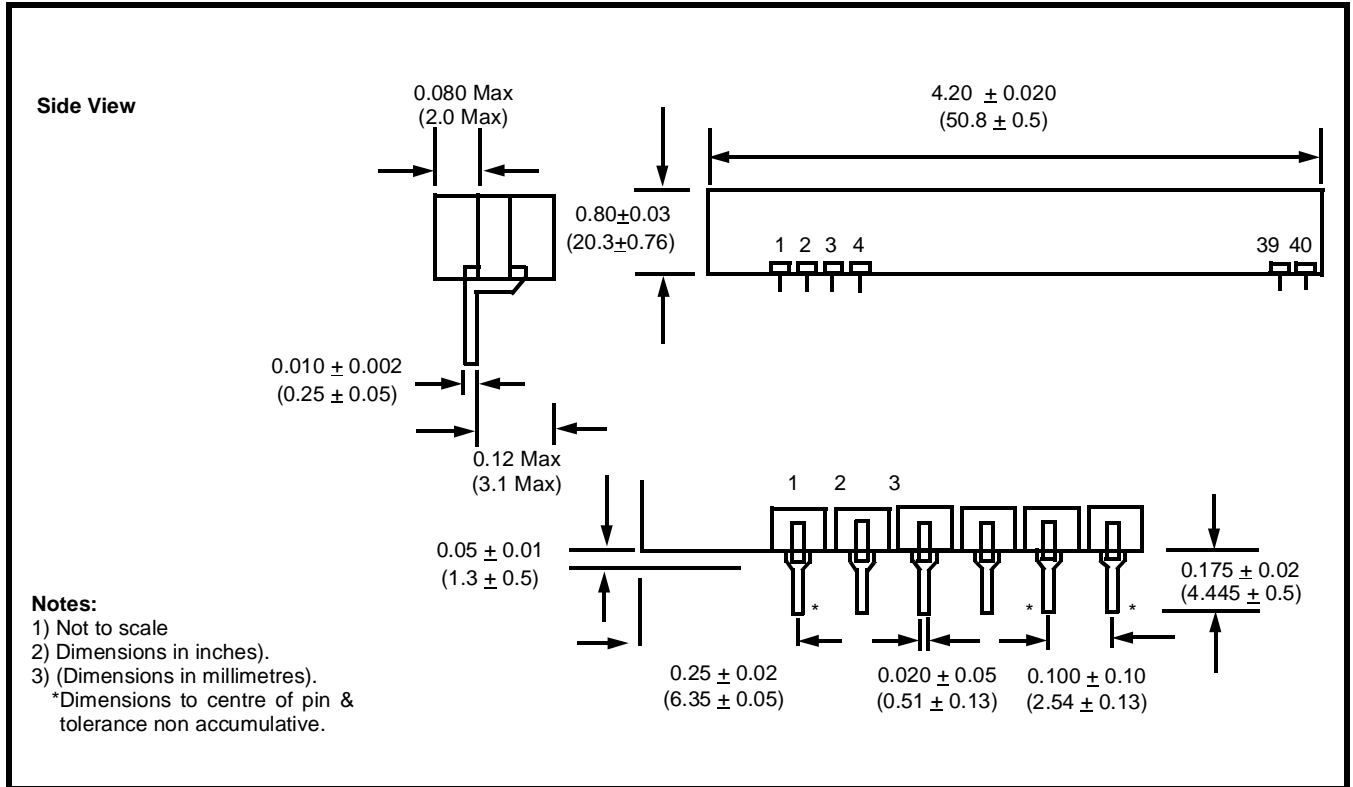 Side View
0.080 Max
(2.0 Max)
4.20 ± 0.020
(50.8 ± 0.5)
0.80±0.03
(20.3±0.76)
1 2 3 4
39 40
0.010 ± 0.002
(0.25 ± 0.05)
0.12 Max
(3.1 Max)
1 2 3
0.05 ± 0.01
(1.3 ± 0.5)
0.175 ± 0.02
(4.445 ± 0.5)
* * *
0.25 ± 0.02
(6.35 ± 0.05)
0.020 ± 0.05
(0.51 ± 0.13)
0.100 ± 0.10
(2.54 ± 0.13)
Notes:
1) Not to scale
2) Dimensions in inches).
3) (Dimensions in millimetres).
*Dimensions to centre of pin &
tolerance non accumulative.